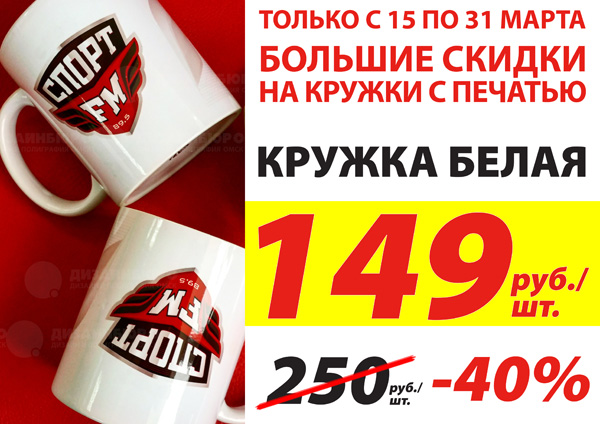 ТОЛЬКО С 15 ПО 31 МАРТА
БОЛЬШИЕ СКИДКИ
НА КРУЖКИ С ПЕЧАТЬЮ
КРУЖКА БЕЛАЯ
149 руб./шт.
250 руб./шт. -40%
СПОРТ
FM
89.5
СПОРТ
FM
89.5